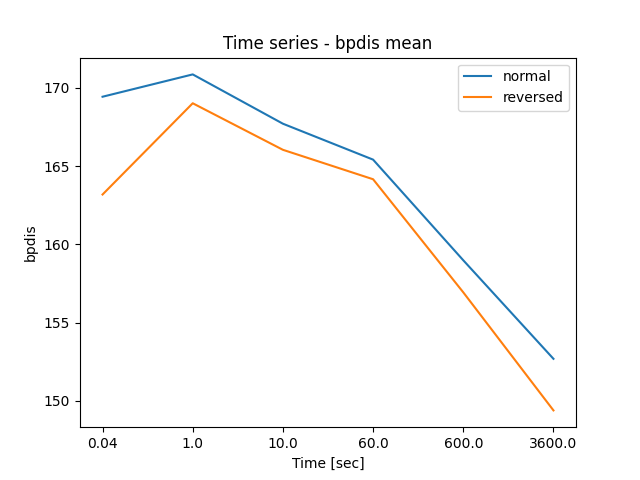 Time series - bpdis mean
normal
reversed
bpdis
170
165
160
155
150
0.04 1.0 10.0 60.0 600.0 3600.0
Time [sec]